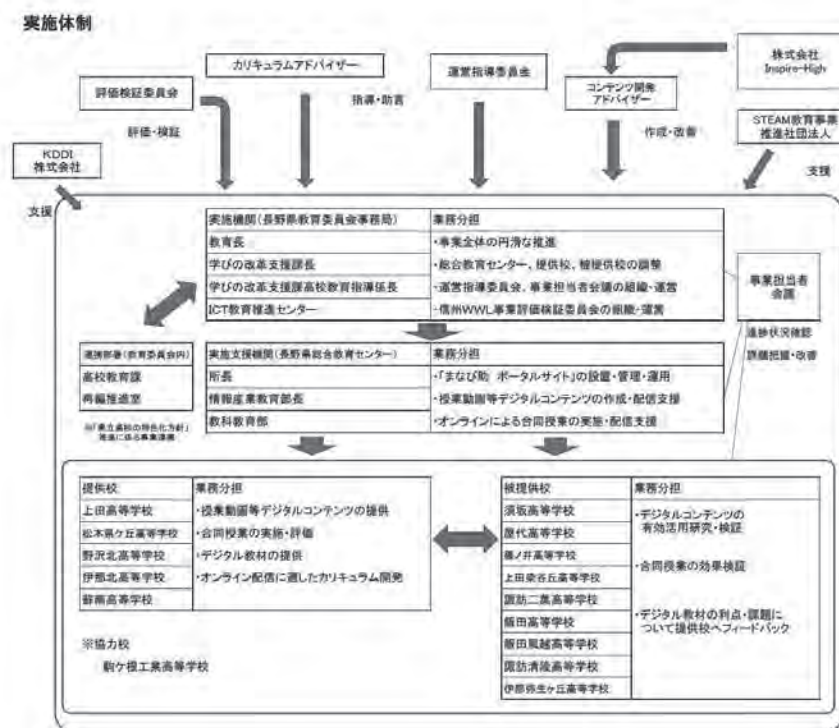 実施体制
株式会社
Inspire-High
カリキュラムアドバイザー
運営指導委員会
評価検証委員会
コンテンツ開発
アドバイザー
指導・助言
STEAM教育事業
推進社団法人
評価・検証
作成・改善
KDDI
株式会社
支援
支援
実施機関(長野県教育委員会事務局)
業務分担
教育長
・事業全体の円滑な推進
学びの改革支援課長
・総合教育センター、提供校、被提供校の調整
学びの改革支援課高校教育指導係長
・運営指導委員会、事業担当者会議の組織・運営
ICT教育推進センター
・信州WWL事業評価検証委員会の組織・運営
事業担当者
会議
進捗状況確認
評価把握・改善
連携部署(教育委員会内)
高校教育課
再編推進室
※「県立高校の特色化方針」
推進に係る事業連携
実施支援機関(長野県総合教育センター)
業務分担
所長
・「まなび助 ポータルサイト」の設置・管理・運用
情報産業教育部長
・授業動画等デジタルコンテンツの作成・配信支援
教科教育部
・オンラインによる合同授業の実施・配信支援
提供校
業務分担
上田高等学校
・授業動画等デジタルコンテンツの提供
松本県ケ丘高等学校
・合同授業の実施・評価
野沢北高等学校
・デジタル教材の提供
伊那北高等学校
・オンライン配信に適したカリキュラム開発
蘇南高等学校
※協力校
駒ケ根工業高等学校
被提供校
業務分担
須坂高等学校
屋代高等学校
篠ノ井高等学校
上田染谷丘高等学校
諏訪二葉高等学校
飯田高等学校
飯田風越高等学校
諏訪清陵高等学校
伊那弥生ケ丘高等学校
・デジタルコンテンツの
有効活用研究・検証
・合同授業の効果検証
・デジタル教材の利点・課題に
ついて提供校へフィードバック